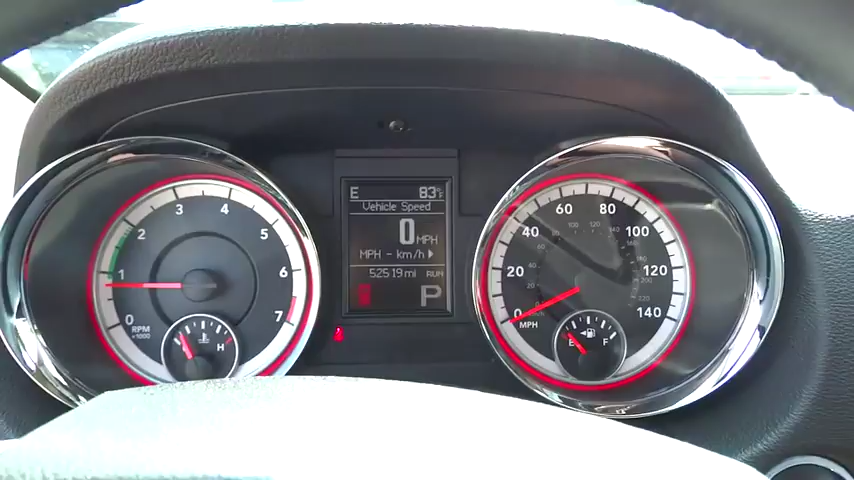 E 83°F
Vehicle Speed
0 MPH
MPH - km/h
52519 mi RUN
P
0 1 2 3 4 5 6 7
RPM
x1000
H
0 20 40 60 80 100 120 140
MPH
E F